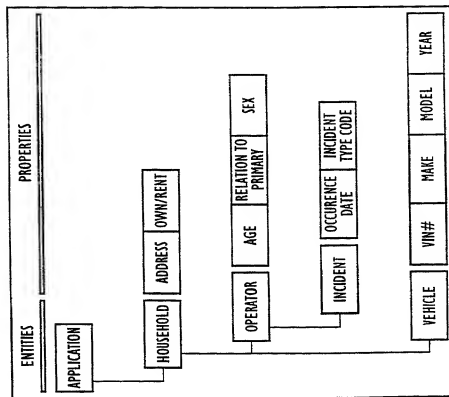 ENTITIES
PROPERTIES
APPLICATION
HOUSEHOLD
ADDRESS
OWN/RENT
OPERATOR
AGE
RELATION TO
PRIMARY
SEX
INCIDENT
OCCURENCE
DATE
INCIDENT
TYPE CODE
VEHICLE
VIN#
MAKE
MODEL
YEAR